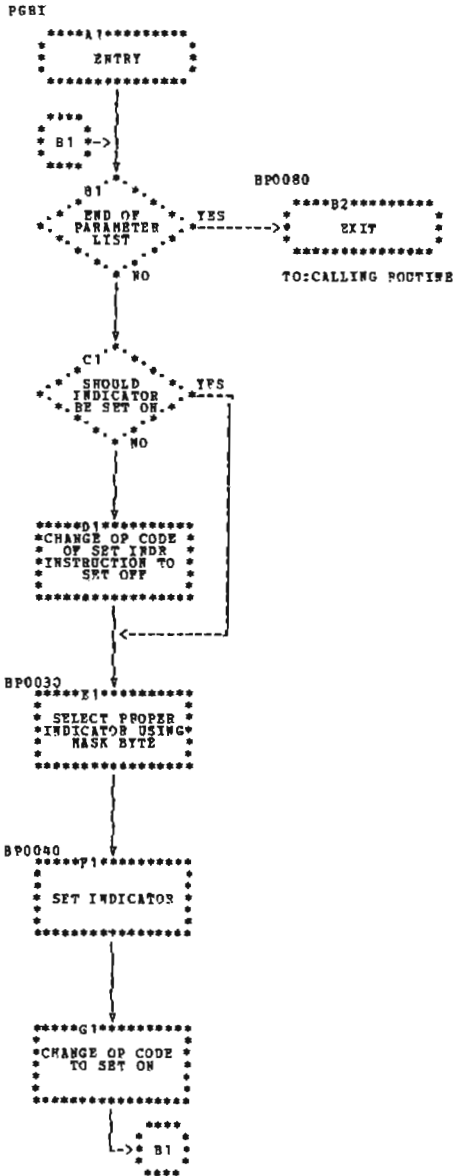 PGBI
A1
ENTRY
B1
B1
END OF
PARAMETER
LIST
YES
NO
BP0080
B2
EXIT
TO:CALLING ROUTINE
C1
SHOULD
INDICATOR
BE SET ON
YES
NO
D1
CHANGE OP CODE
OF SET INDR
INSTRUCTION TO
SET OFF
BP0030
E1
SELECT PROPER
INDICATOR USING
MASK BYTE
BP0040
F1
SET INDICATOR
G1
CHANGE OP CODE
TO SET ON
B1